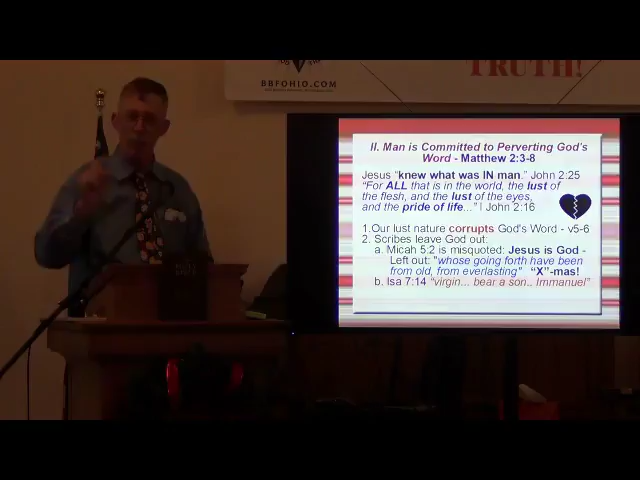 BBFOHIO.COM
TRUTH!
II. Man is Committed to Perverting God's
Word - Matthew 2:3-8
Jesus "knew what was IN man." John 2:25
"For ALL that is in the world, the lust of
the flesh, and the lust of the eyes,
and the pride of life..." I John 2:16
1.Our lust nature corrupts God's Word - v5-6
2. Scribes leave God out:
a. Micah 5:2 is misquoted: Jesus is God -
Left out: "whose going forth have been
from old, from everlasting" "X"-mas!
b. Isa 7:14 "virgin... bear a son.. Immanuel"